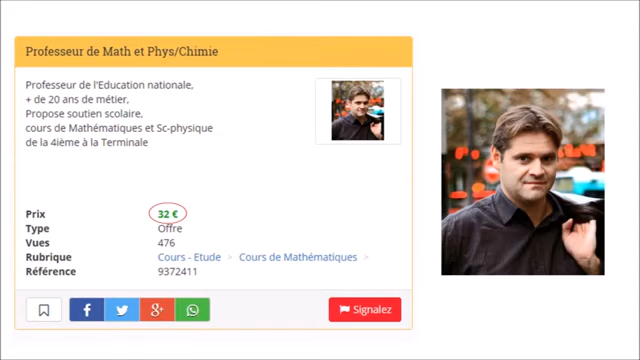 Professeur de Math et Phys/Chimie
Professeur de l'Education nationale,
+ de 20 ans de métier,
Propose soutien scolaire,
cours de Mathématiques et Sc-physique
de la 4ième à la Terminale
Prix 32 €
Type Offre
Vues 476
Rubrique Cours - Etude > Cours de Mathématiques >
Référence 9372411
Signalez